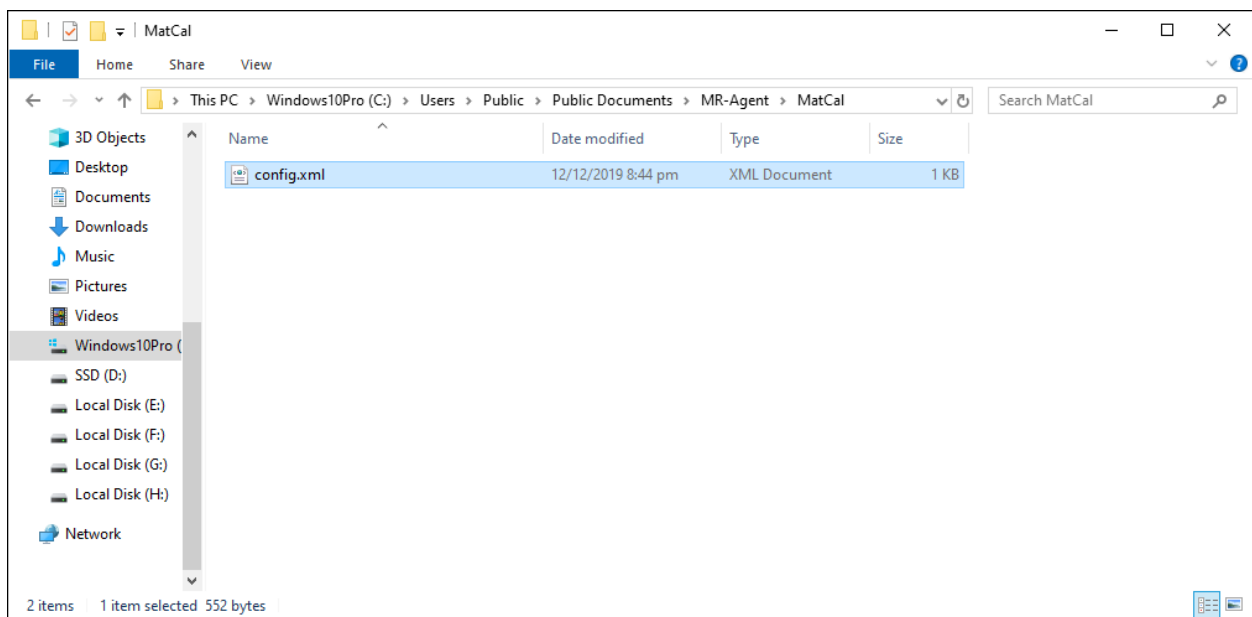 MatCal
File Home Share View
This PC > Windows10Pro (C:) > Users > Public > Public Documents > MR-Agent > MatCal Search MatCal
Name Date modified Type Size
config.xml 12/12/2019 8:44 pm XML Document 1 KB
3D Objects
Desktop
Documents
Downloads
Music
Pictures
Videos
Windows10Pro (
SSD (D:)
Local Disk (E:)
Local Disk (F:)
Local Disk (G:)
Local Disk (H:)
Network
2 items 1 item selected 552 bytes